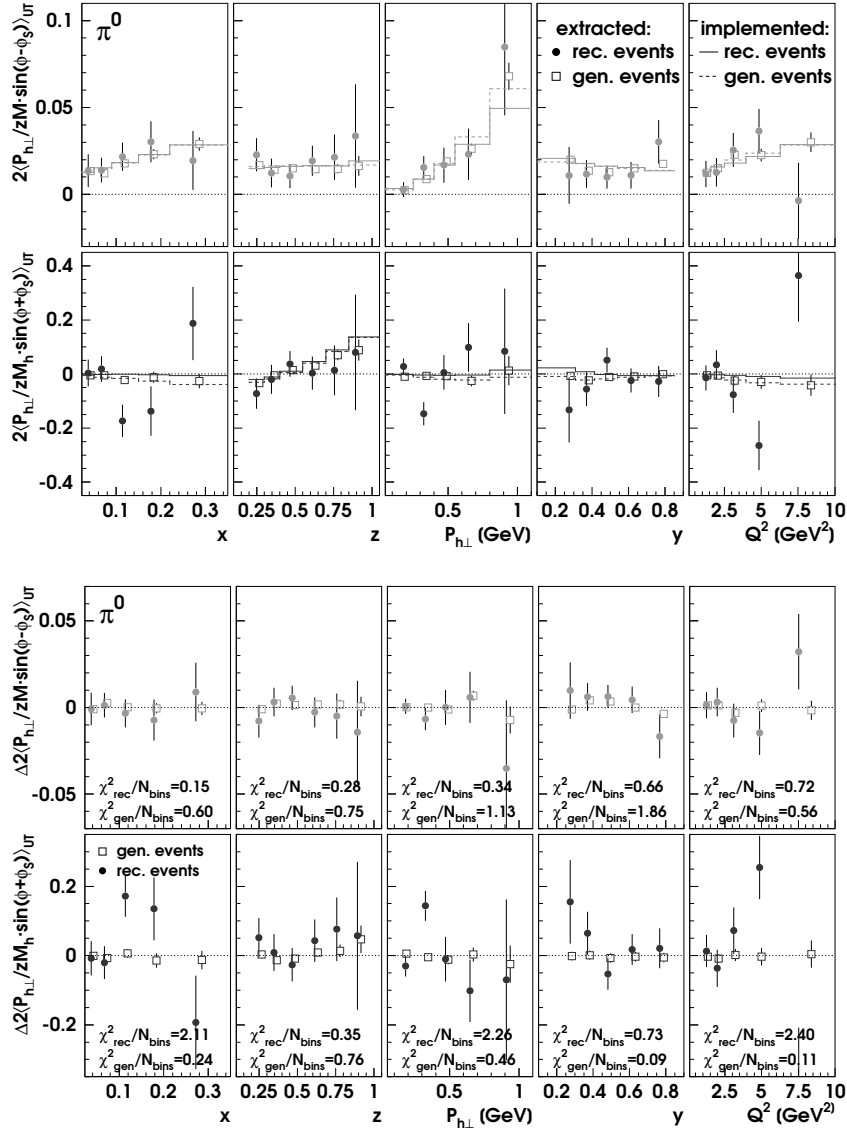 π⁰
extracted: implemented:
rec. events rec. events
gen. events gen. events
2⟨P_h⊥/zM·sin(ϕ-ϕ_S)⟩_UT
0.1
0.05
0
2⟨P_h⊥/zM_h·sin(ϕ+ϕ_S)⟩_UT
0.4
0.2
0
-0.2
-0.4
0.1 0.2 0.3 0.25 0.5 0.75 1 0.5 1 0.2 0.4 0.6 0.8 2.5 5 7.5 10
x z P_h⊥ (GeV) y Q² (GeV²)
π⁰
Δ2⟨P_h⊥/zM·sin(ϕ-ϕ_S)⟩_UT
0.05
0
-0.05
χ²_rec/N_bins=0.15 χ²_rec/N_bins=0.28 χ²_rec/N_bins=0.34 χ²_rec/N_bins=0.66 χ²_rec/N_bins=0.72
χ²_gen/N_bins=0.60 χ²_gen/N_bins=0.75 χ²_gen/N_bins=1.13 χ²_gen/N_bins=1.86 χ²_gen/N_bins=0.56
Δ2⟨P_h⊥/zM_h·sin(ϕ+ϕ_S)⟩_UT
gen. events
rec. events
0.2
0
-0.2
χ²_rec/N_bins=2.11 χ²_rec/N_bins=0.35 χ²_rec/N_bins=2.26 χ²_rec/N_bins=0.73 χ²_rec/N_bins=2.40
χ²_gen/N_bins=0.24 χ²_gen/N_bins=0.76 χ²_gen/N_bins=0.46 χ²_gen/N_bins=0.09 χ²_gen/N_bins=0.11
0.1 0.2 0.3 0.25 0.5 0.75 1 0.5 1 0.2 0.4 0.6 0.8 2.5 5 7.5 10
x z P_h⊥ (GeV) y Q² (GeV²)